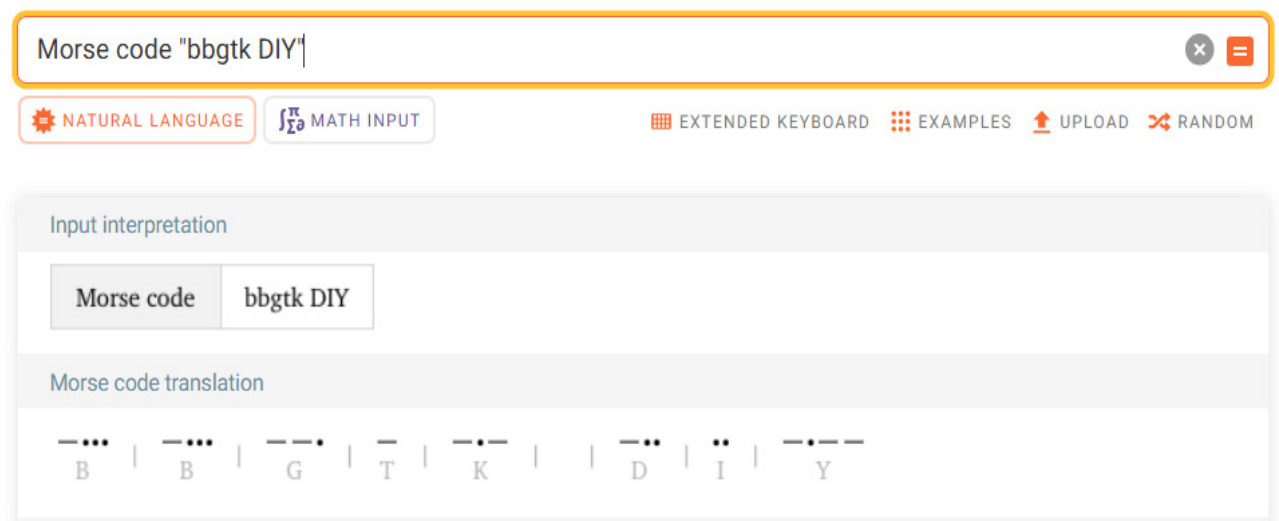 Morse code "bbgtk DIY"
NATURAL LANGUAGE ∫π∑∂ MATH INPUT EXTENDED KEYBOARD EXAMPLES UPLOAD RANDOM
Input interpretation
Morse code bbgtk DIY
Morse code translation
—••• | —••• | ——• | — | —•— | | —•• | •• | —•——
B B G T K D I Y